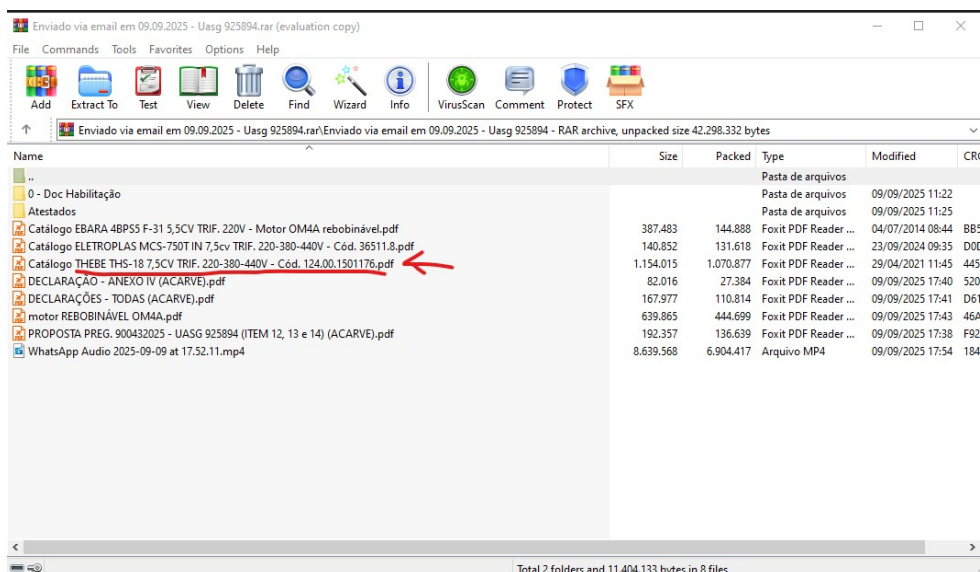 Enviado via email em 09.09.2025 - Uasg 925894.rar (evaluation copy)
File Commands Tools Favorites Options Help
Add Extract To Test View Delete Find Wizard Info VirusScan Comment Protect SFX
Enviado via email em 09.09.2025 - Uasg 925894.rar\Enviado via email em 09.09.2025 - Uasg 925894 - RAR archive, unpacked size 42.298.332 bytes
Name Size Packed Type Modified CRC
.. Pasta de arquivos
0 - Doc Habilitação Pasta de arquivos 09/09/2025 11:22
Atestados Pasta de arquivos 09/09/2025 11:25
Catálogo EBARA 4BPS5 F-31 5,5CV TRIF. 220V - Motor OM4A rebobinável.pdf 387.483 144.888 Foxit PDF Reader ... 04/07/2014 08:44 BB5
Catálogo ELETROPLAS MCS-750T IN 7,5cv TRIF. 220-380-440V - Cód. 36511.8.pdf 140.852 131.618 Foxit PDF Reader ... 23/09/2024 09:35 D0D
Catálogo THEBE THS-18 7,5CV TRIF. 220-380-440V - Cód. 124.00.1501176.pdf 1.154.015 1.070.877 Foxit PDF Reader ... 29/04/2021 11:45 445
DECLARAÇÃO - ANEXO IV (ACARVE).pdf 82.016 27.384 Foxit PDF Reader ... 09/09/2025 17:40 520
DECLARAÇÕES - TODAS (ACARVE).pdf 167.977 110.814 Foxit PDF Reader ... 09/09/2025 17:41 D61
motor REBOBINÁVEL OM4A.pdf 639.865 444.699 Foxit PDF Reader ... 09/09/2025 17:43 46A
PROPOSTA PREG. 900432025 - UASG 925894 (ITEM 12, 13 e 14) (ACARVE).pdf 192.357 136.639 Foxit PDF Reader ... 09/09/2025 17:38 F92
WhatsApp Audio 2025-09-09 at 17.52.11.mp4 8.639.568 6.904.417 Arquivo MP4 09/09/2025 17:54 184
Total 2 folders and 11.404.133 bytes in 8 files